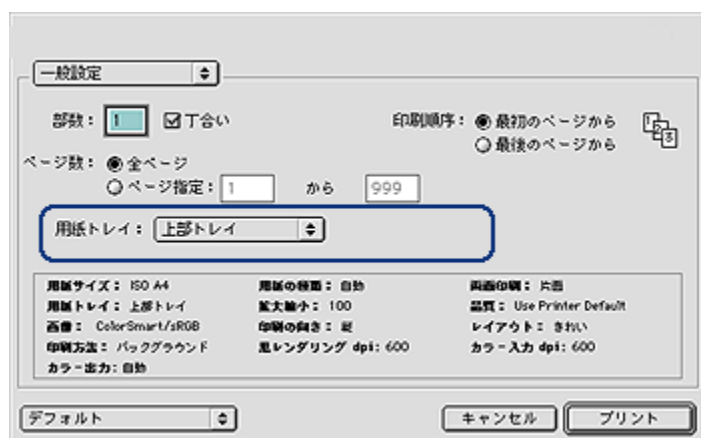 一般設定
部数： 1 丁合い 印刷順序： 最初のページから
最後のページから
1 2 3
ページ数： 全ページ
ページ指定： 1 から 999
用紙トレイ： 上部トレイ
用紙サイズ： ISO A4 用紙の種類： 自動 両面印刷： 片面
用紙トレイ： 上部トレイ 拡大縮小： 100 品質： Use Printer Default
画像： ColorSmart/sRGB 印刷の向き： 縦 レイアウト： きれい
印刷方法： バックグラウンド 黒レンダリング dpi: 600 カラー入力 dpi: 600
カラー出力: 自動
デフォルト キャンセル プリント